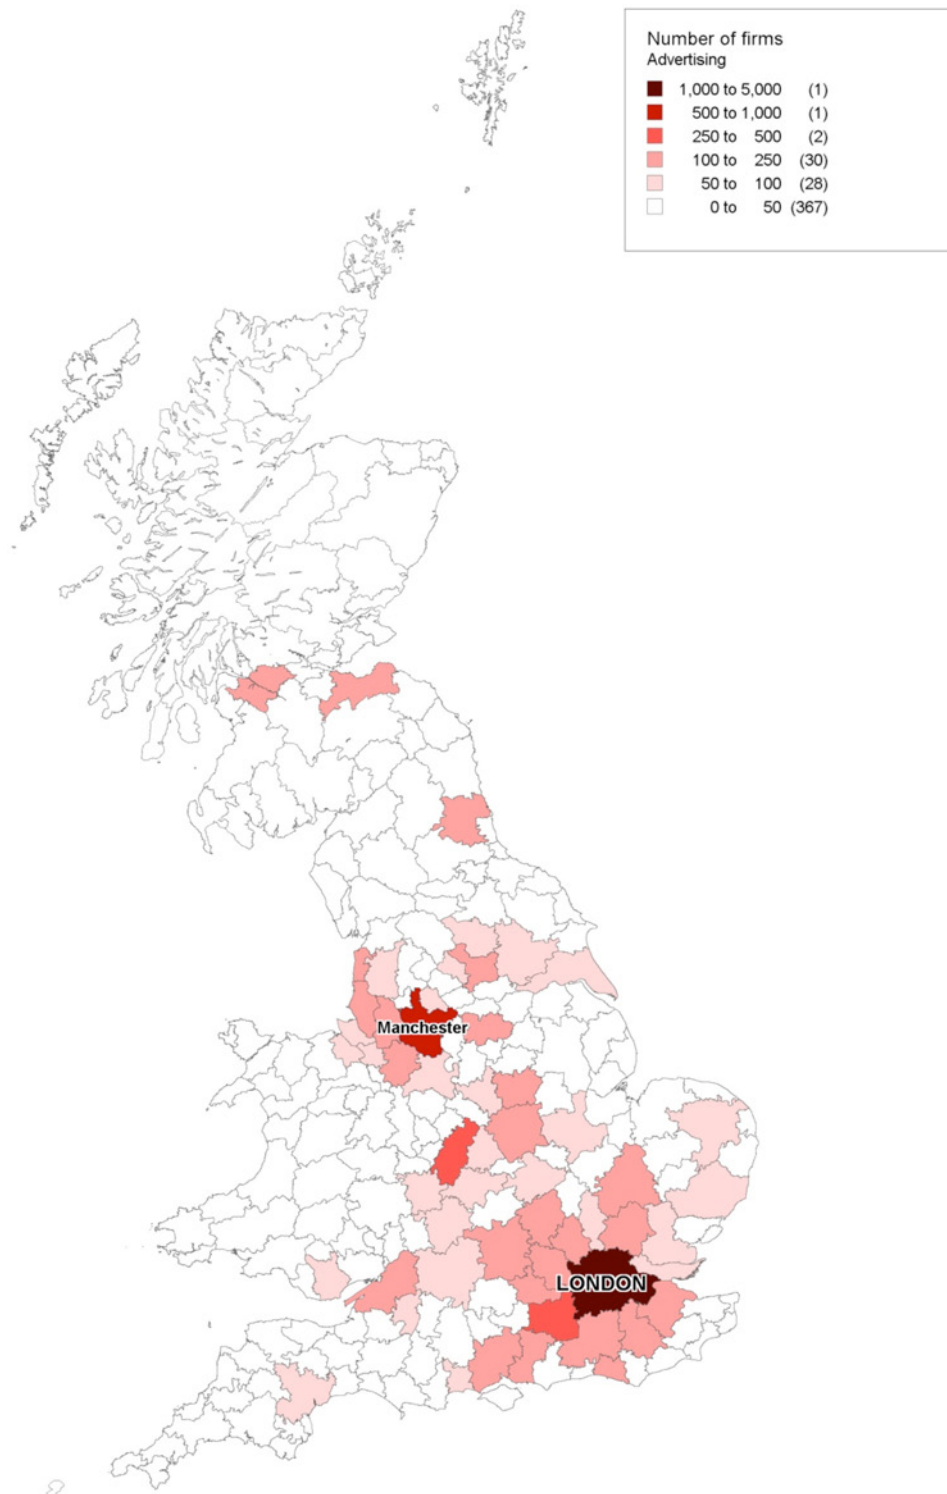 Number of firms
Advertising
1,000 to 5,000 (1)
500 to 1,000 (1)
250 to 500 (2)
100 to 250 (30)
50 to 100 (28)
0 to 50 (367)
Manchester
LONDON